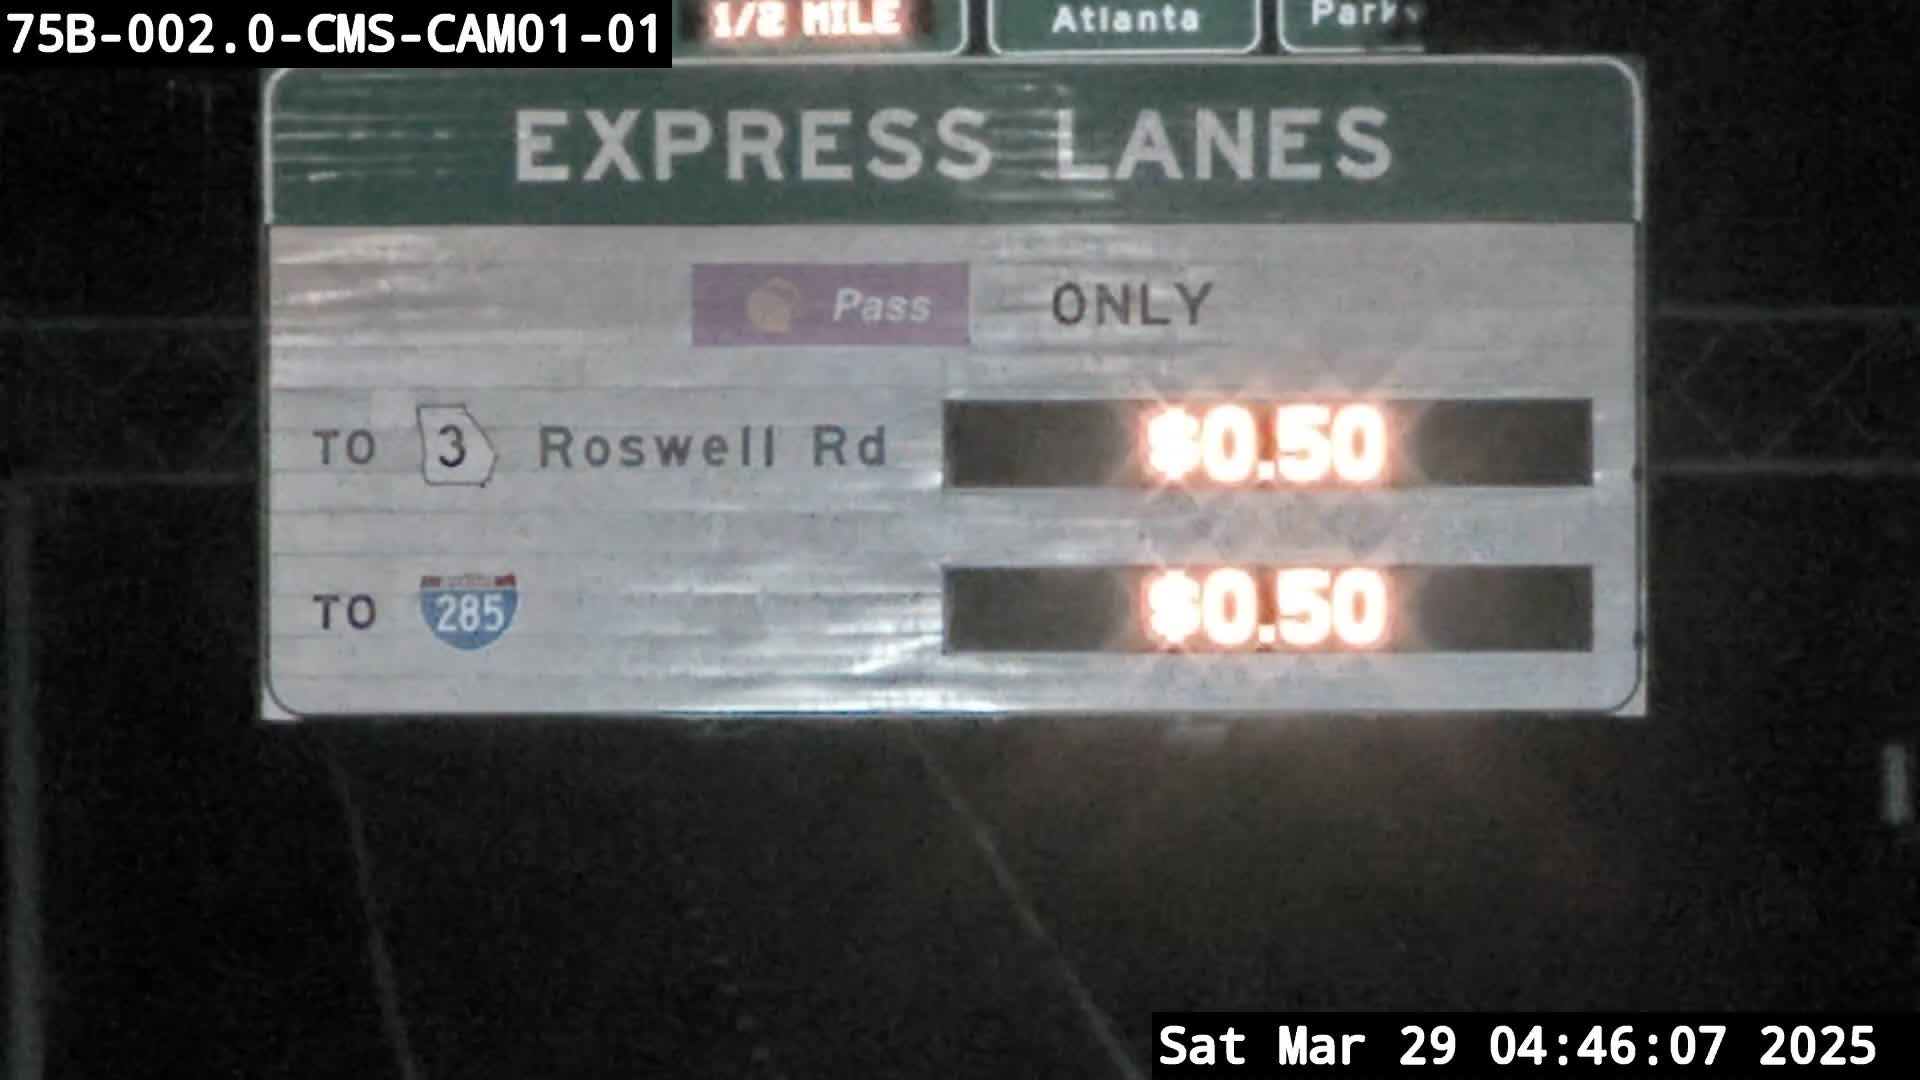 75B-002.0-CMS-CAM01-01
1/2 MILE
Atlanta
EXPRESS LANES
Pass ONLY
TO 3 Roswell Rd $0.50
TO 285 $0.50
Sat Mar 29 04:46:07 2025